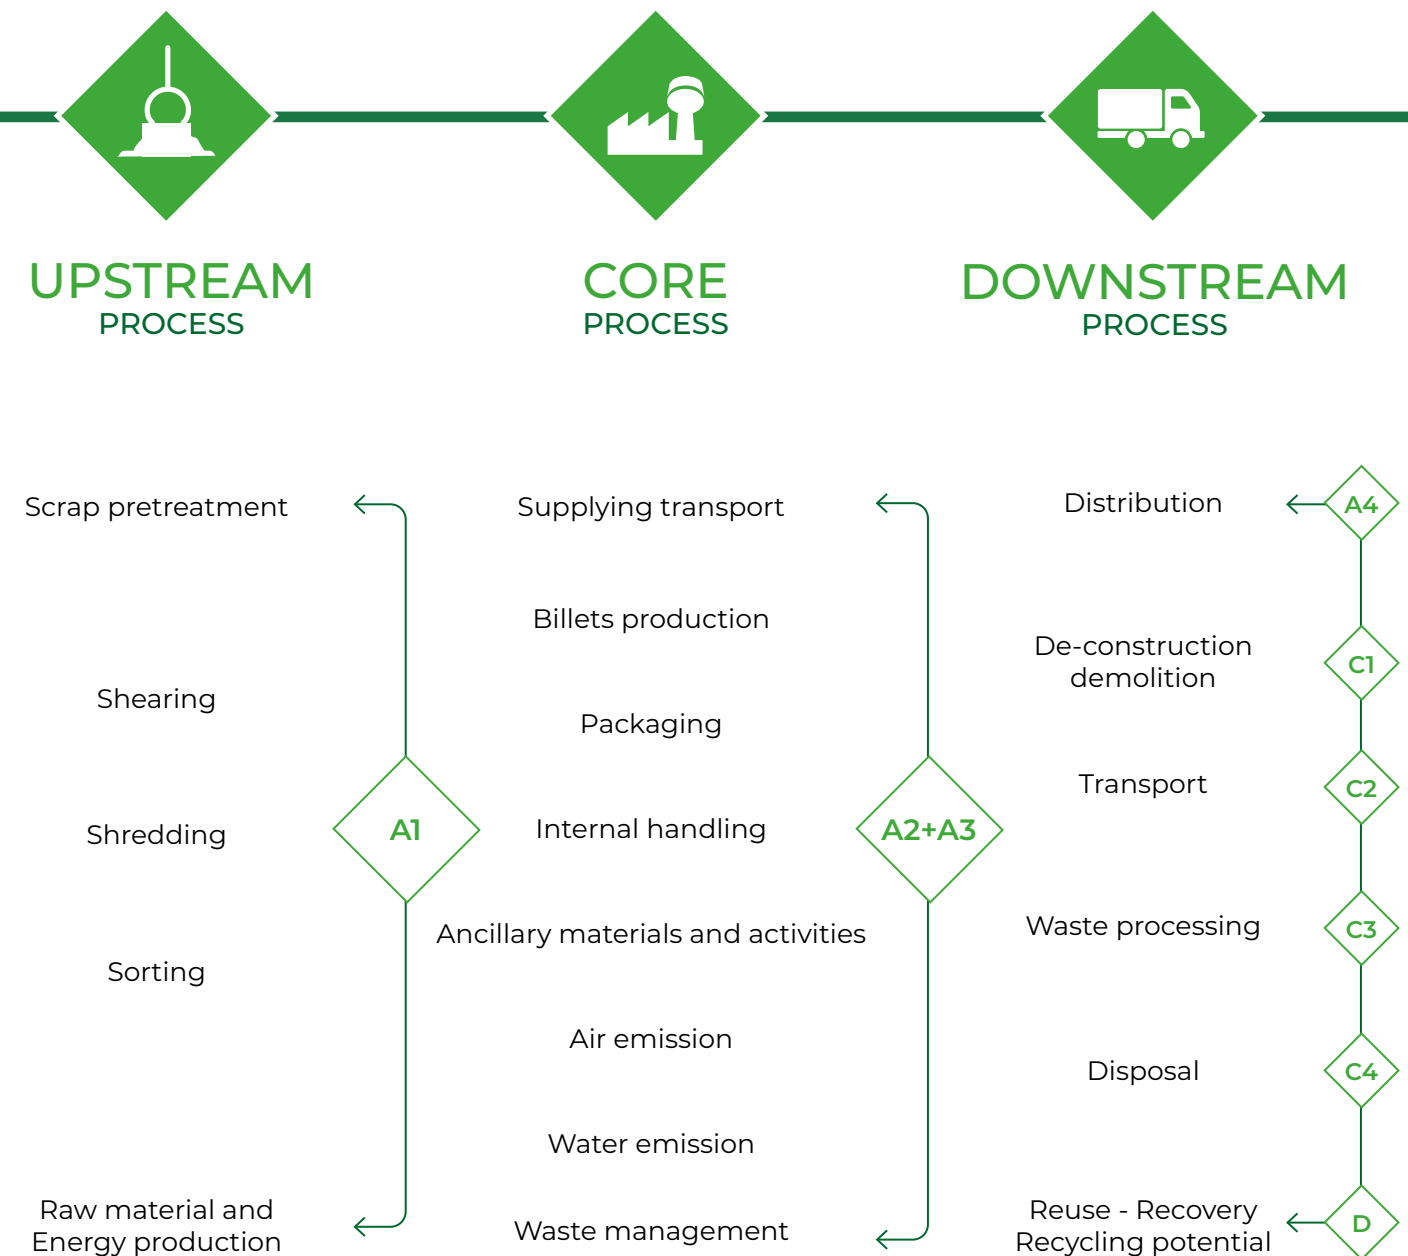 UPSTREAM
PROCESS
Scrap pretreatment
Shearing
Shredding
Sorting
Raw material and
Energy production
A1
CORE
PROCESS
Supplying transport
Billets production
Packaging
Internal handling
Ancillary materials and activities
Air emission
Water emission
Waste management
A2+A3
DOWNSTREAM
PROCESS
Distribution
A4
De-construction
demolition
C1
Transport
C2
Waste processing
C3
Disposal
C4
Reuse - Recovery
Recycling potential
D